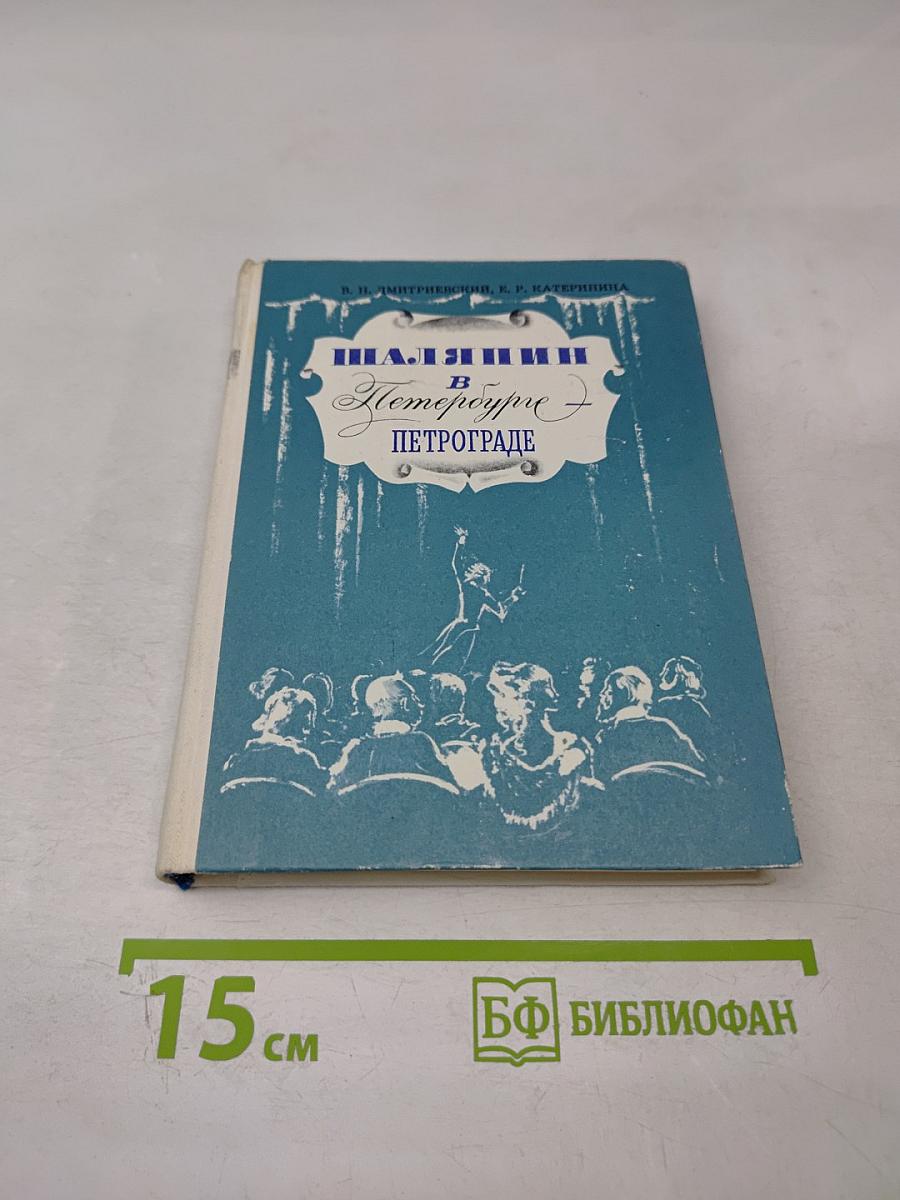 В. Н. ДМИТРИЕВСКИЙ, Е. Р. КАТЕРИНИНА
ШАЛЯПИН
В
Петербурге –
ПЕТРОГРАДЕ
15 см
БФ БИБЛИОФАН